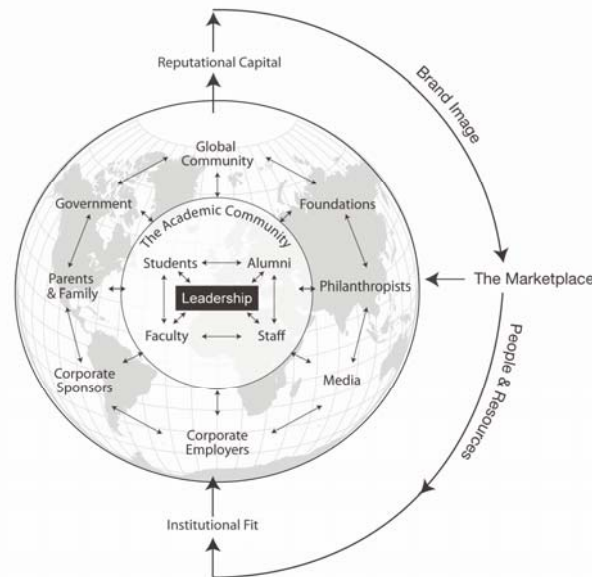 Reputational Capital
Brand Image
Global
Community
Government
Foundations
The Academic Community
Students
Alumni
Parents
& Family
Leadership
Philanthropists
The Marketplace
Faculty
Staff
Corporate
Sponsors
Media
People & Resources
Corporate
Employers
Institutional Fit